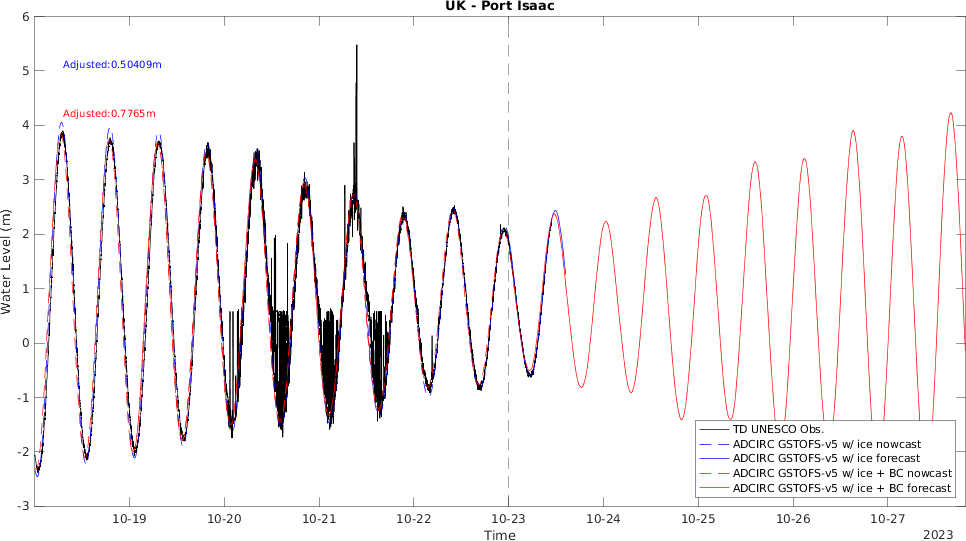 UK - Port Isaac
6
5
4
3
2
1
0
-1
-2
-3
Water Level (m)
Adjusted:0.50409m
Adjusted:0.7765m
TD UNESCO Obs.
ADCIRC GSTOFS-v5 w/ ice nowcast
ADCIRC GSTOFS-v5 w/ ice forecast
ADCIRC GSTOFS-v5 w/ ice + BC nowcast
ADCIRC GSTOFS-v5 w/ ice + BC forecast
10-19 10-20 10-21 10-22 10-23 10-24 10-25 10-26 10-27
Time
2023